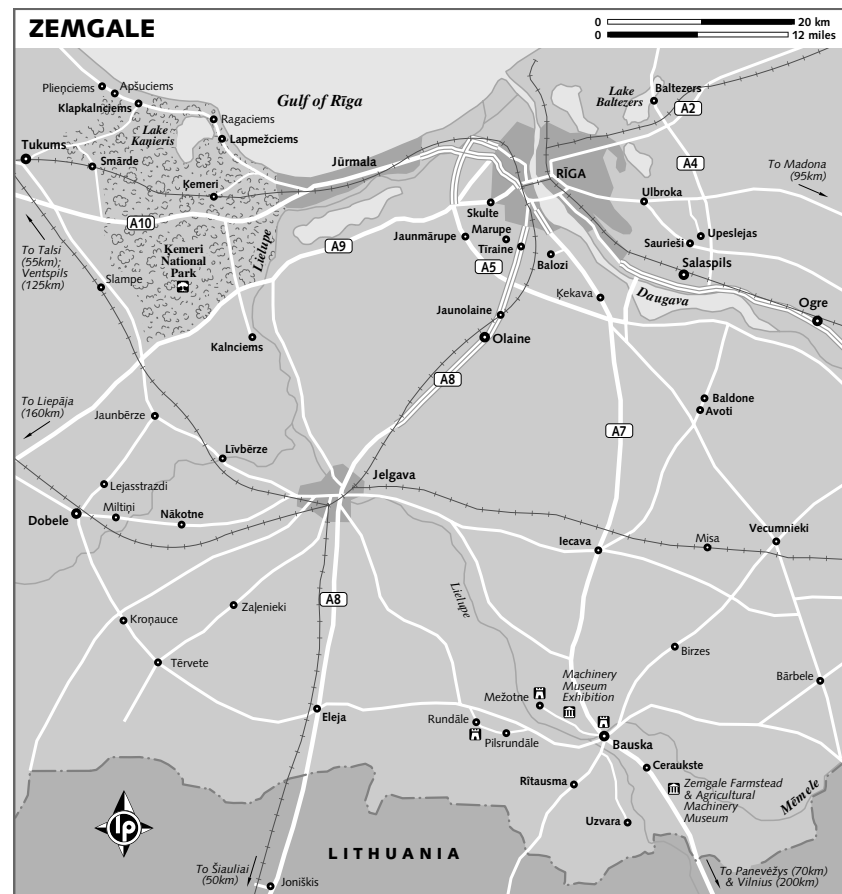 ZEMGALE
0 20 km
0 12 miles
Plieņciems
Apšuciems
Klapkalnciems
Ragaciems
Lapmežciems
Lake
Kaņieris
Gulf of Rīga
Lake
Baltezers
Baltezers
A2
Tukums
Smārde
Ķemeri
Jūrmala
RĪGA
A4
To Madona
(95km)
Ulbroka
Skulte
A10
A9
Lielupe
Marupe
Jaunmārupe
Tīraine
Upeslejas
Saurieši
To Talsi
(55km);
Ventspils
(125km)
Ķemeri
National
Park
A5
Balozi
Salaspils
Slampe
Ķekava
Daugava
Ogre
Jaunolaine
Kalnciems
Olaine
A8
To Liepāja
(160km)
Jaunbērze
Baldone
Avoti
A7
Līvbērze
Jelgava
Lejasstrazdi
Miltiņi
Dobele
Nākotne
Iecava
Misa
Vecumnieki
A8
Lielupe
Zaļenieki
Kroņauce
Tērvete
Birzes
Bārbele
Machinery
Museum
Exhibition
Mežotne
Eleja
Rundāle
Pilsrundāle
Bauska
Ceraukste
Rītausma
Zemgale Farmstead
& Agricultural
Machinery
Museum
Mēmele
Uzvara
lp
LITHUANIA
To Šiauliai
(50km)
Joniškis
To Panevėžys (70km)
& Vilnius (200km)